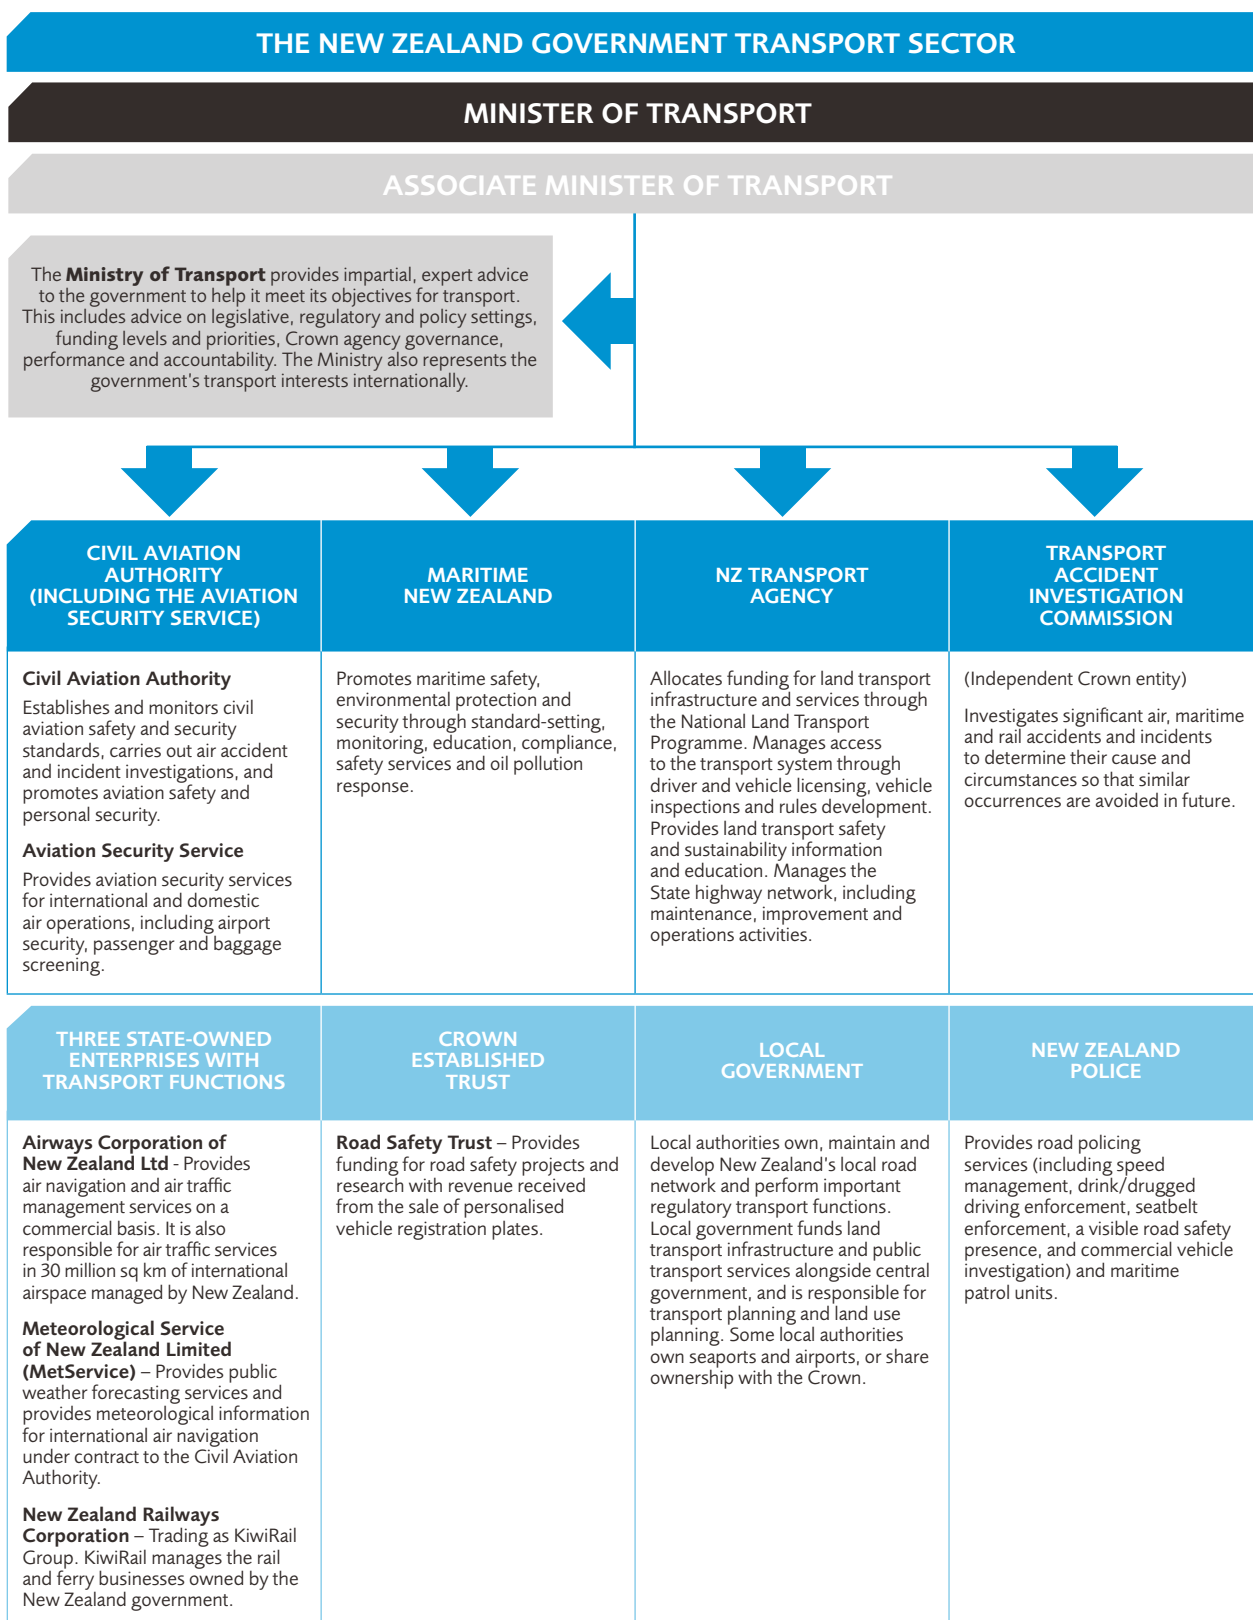 THE NEW ZEALAND GOVERNMENT TRANSPORT SECTOR
MINISTER OF TRANSPORT
ASSOCIATE MINISTER OF TRANSPORT
The Ministry of Transport provides impartial, expert advice
to the government to help it meet its objectives for transport.
This includes advice on legislative, regulatory and policy settings,
funding levels and priorities, Crown agency governance,
performance and accountability. The Ministry also represents the
government's transport interests internationally.
CIVIL AVIATION
AUTHORITY
(INCLUDING THE AVIATION
SECURITY SERVICE)
MARITIME
NEW ZEALAND
NZ TRANSPORT
AGENCY
TRANSPORT
ACCIDENT
INVESTIGATION
COMMISSION
Civil Aviation Authority
Establishes and monitors civil
aviation safety and security
standards, carries out air accident
and incident investigations, and
promotes aviation safety and
personal security.
Aviation Security Service
Provides aviation security services
for international and domestic
air operations, including airport
security, passenger and baggage
screening.
Promotes maritime safety,
environmental protection and
security through standard-setting,
monitoring, education, compliance,
safety services and oil pollution
response.
Allocates funding for land transport
infrastructure and services through
the National Land Transport
Programme. Manages access
to the transport system through
driver and vehicle licensing, vehicle
inspections and rules development.
Provides land transport safety
and sustainability information
and education. Manages the
State highway network, including
maintenance, improvement and
operations activities.
(Independent Crown entity)
Investigates significant air, maritime
and rail accidents and incidents
to determine their cause and
circumstances so that similar
occurrences are avoided in future.
THREE STATE-OWNED
ENTERPRISES WITH
TRANSPORT FUNCTIONS
CROWN
ESTABLISHED
TRUST
LOCAL
GOVERNMENT
NEW ZEALAND
POLICE
Airways Corporation of
New Zealand Ltd - Provides
air navigation and air traffic
management services on a
commercial basis. It is also
responsible for air traffic services
in 30 million sq km of international
airspace managed by New Zealand.
Meteorological Service
of New Zealand Limited
(MetService) – Provides public
weather forecasting services and
provides meteorological information
for international air navigation
under contract to the Civil Aviation
Authority.
New Zealand Railways
Corporation – Trading as KiwiRail
Group. KiwiRail manages the rail
and ferry businesses owned by the
New Zealand government.
Road Safety Trust – Provides
funding for road safety projects and
research with revenue received
from the sale of personalised
vehicle registration plates.
Local authorities own, maintain and
develop New Zealand's local road
network and perform important
regulatory transport functions.
Local government funds land
transport infrastructure and public
transport services alongside central
government, and is responsible for
transport planning and land use
planning. Some local authorities
own seaports and airports, or share
ownership with the Crown.
Provides road policing
services (including speed
management, drink/drugged
driving enforcement, seatbelt
enforcement, a visible road safety
presence, and commercial vehicle
investigation) and maritime
patrol units.